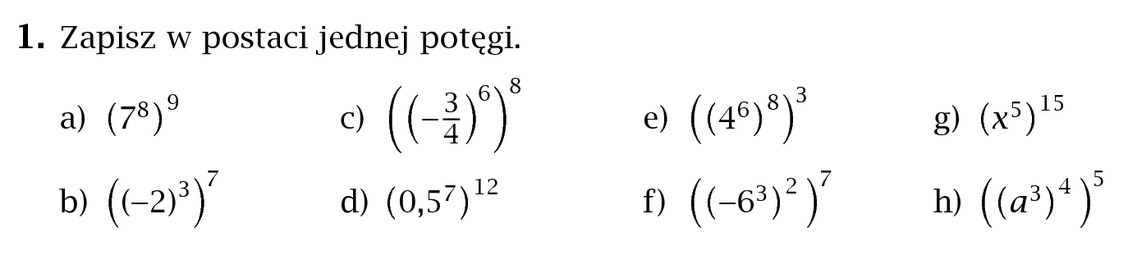 1. Zapisz w postaci jednej potęgi.
a) (7⁸)⁹ c) ((−3/4)⁶)⁸ e) ((4⁶)⁸)³ g) (x⁵)¹⁵
b) ((−2)³)⁷ d) (0,5⁷)¹² f) ((−6³)²)⁷ h) ((a³)⁴)⁵